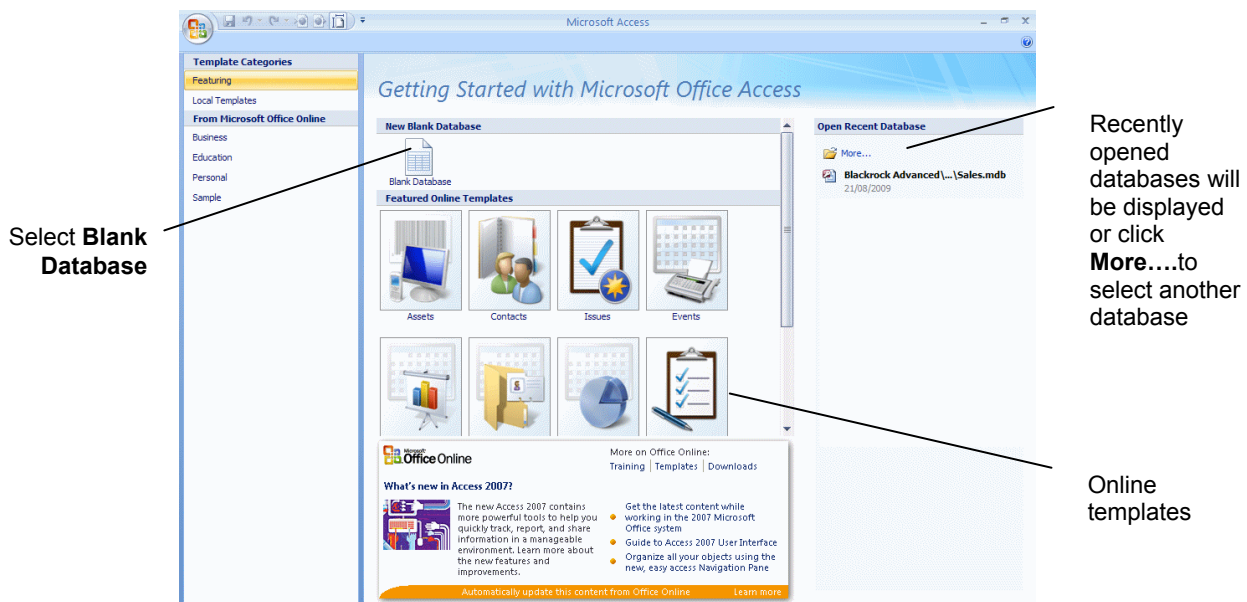 Microsoft Access
Template Categories
Featuring
Local Templates
From Microsoft Office Online
Business
Education
Personal
Sample
Getting Started with Microsoft Office Access
New Blank Database
Blank Database
Featured Online Templates
Assets
Contacts
Issues
Events
Open Recent Database
More...
Blackrock Advanced\...\Sales.mdb
21/08/2009
Select Blank
Database
Recently
opened
databases will
be displayed
or click
More….to
select another
database
Online
templates
Microsoft
Office Online
More on Office Online:
Training | Templates | Downloads
What's new in Access 2007?
The new Access 2007 contains
more powerful tools to help you
quickly track, report, and share
information in a manageable
environment. Learn more about
the new features and
improvements.
Get the latest content while
working in the 2007 Microsoft
Office system
Guide to Access 2007 User Interface
Organize all your objects using the
new, easy access Navigation Pane
Automatically update this content from Office Online
Learn more